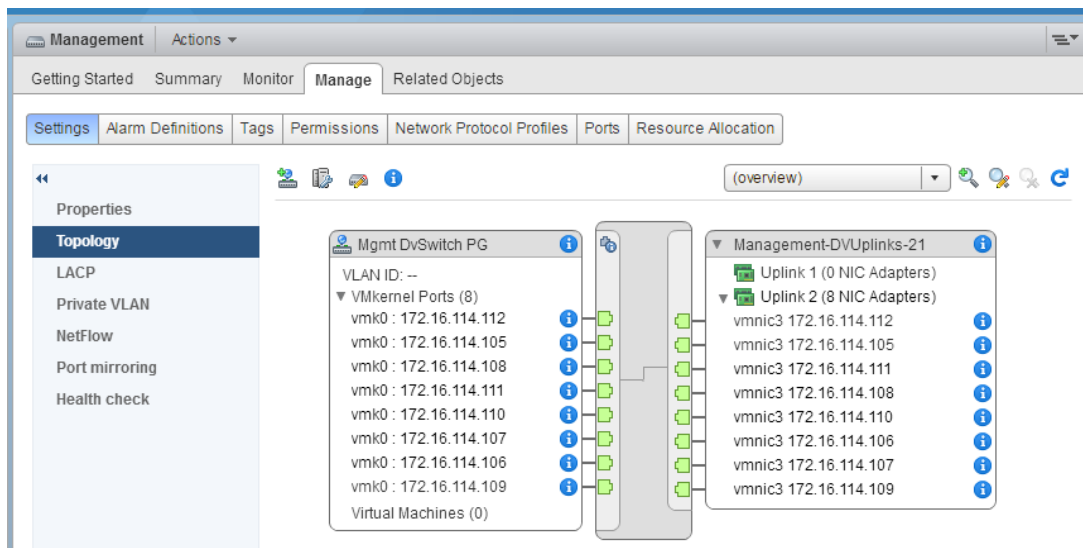 Management Actions
Getting Started Summary Monitor Manage Related Objects
Settings Alarm Definitions Tags Permissions Network Protocol Profiles Ports Resource Allocation
(overview)
Properties
Topology
LACP
Private VLAN
NetFlow
Port mirroring
Health check
Mgmt DvSwitch PG
VLAN ID: --
VMkernel Ports (8)
vmk0 : 172.16.114.112
vmk0 : 172.16.114.105
vmk0 : 172.16.114.108
vmk0 : 172.16.114.111
vmk0 : 172.16.114.110
vmk0 : 172.16.114.107
vmk0 : 172.16.114.106
vmk0 : 172.16.114.109
Virtual Machines (0)
Management-DVUplinks-21
Uplink 1 (0 NIC Adapters)
Uplink 2 (8 NIC Adapters)
vmnic3 172.16.114.112
vmnic3 172.16.114.105
vmnic3 172.16.114.111
vmnic3 172.16.114.108
vmnic3 172.16.114.110
vmnic3 172.16.114.106
vmnic3 172.16.114.107
vmnic3 172.16.114.109